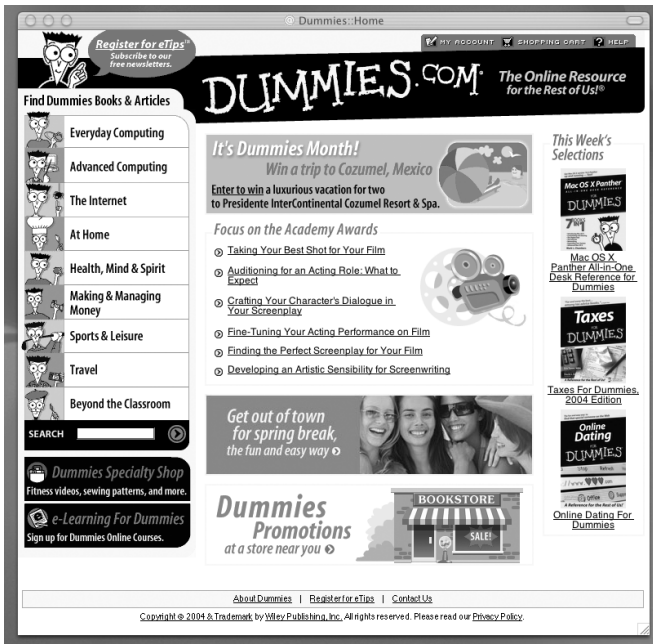 Dummies::Home
Register for eTips™
Subscribe to our
free newsletters.
MY ACCOUNT SHOPPING CART HELP
DUMMIES.COM
The Online Resource
for the Rest of Us!®
Find Dummies Books & Articles
Everyday Computing
Advanced Computing
The Internet
At Home
Health, Mind & Spirit
Making & Managing
Money
Sports & Leisure
Travel
Beyond the Classroom
SEARCH
Dummies Specialty Shop
Fitness videos, sewing patterns, and more.
e-Learning For Dummies
Sign up for Dummies Online Courses.
It's Dummies Month!
Win a trip to Cozumel, Mexico
Enter to win a luxurious vacation for two
to Presidente InterContinental Cozumel Resort & Spa.
Focus on the Academy Awards
Taking Your Best Shot for Your Film
Auditioning for an Acting Role: What to
Expect
Crafting Your Character's Dialogue in
Your Screenplay
Fine-Tuning Your Acting Performance on Film
Finding the Perfect Screenplay for Your Film
Developing an Artistic Sensibility for Screenwriting
Get out of town
for spring break,
the fun and easy way
Dummies
Promotions
at a store near you
BOOKSTORE
SALE!
This Week's
Selections
Mac OS X Panther
FOR
DUMMIES
7 BOOKS IN 1
Mac OS X
Panther All-in-One
Desk Reference for
Dummies
Taxes
FOR
DUMMIES
Taxes For Dummies,
2004 Edition
Online
Dating
FOR
DUMMIES
Online Dating For
Dummies
About Dummies | Register for eTips | Contact Us
Copyright © 2004 & Trademark by Wiley Publishing, Inc. All rights reserved. Please read our Privacy Policy.